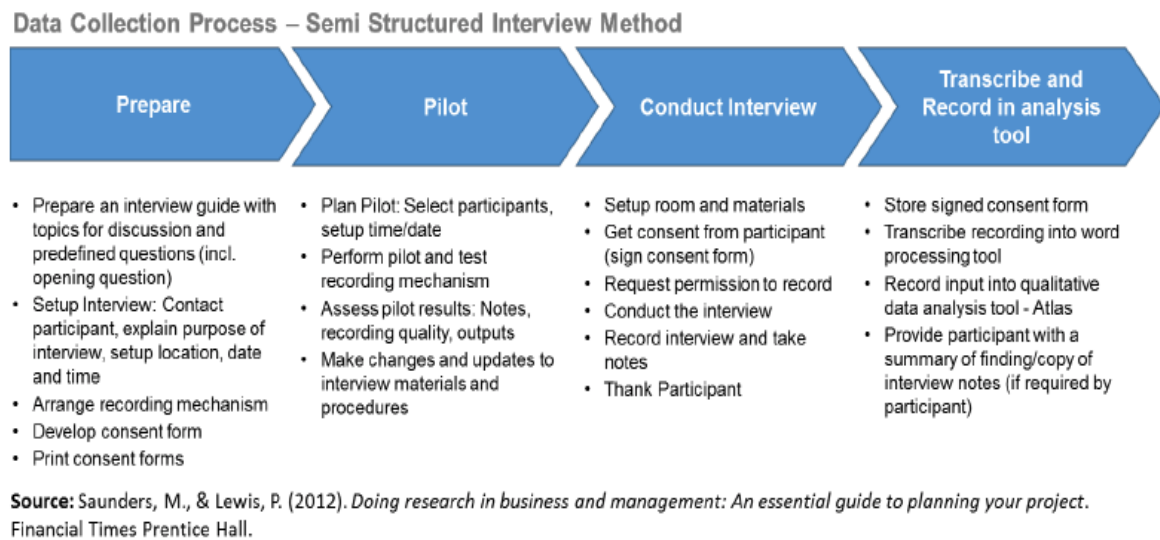 Data Collection Process – Semi Structured Interview Method
Prepare
Pilot
Conduct Interview
Transcribe and
Record in analysis
tool
• Prepare an interview guide with
topics for discussion and
predefined questions (incl.
opening question)
• Setup Interview: Contact
participant, explain purpose of
interview, setup location, date
and time
• Arrange recording mechanism
• Develop consent form
• Print consent forms
• Plan Pilot: Select participants,
setup time/date
• Perform pilot and test
recording mechanism
• Assess pilot results: Notes,
recording quality, outputs
• Make changes and updates to
interview materials and
procedures
• Setup room and materials
• Get consent from participant
(sign consent form)
• Request permission to record
• Conduct the interview
• Record interview and take
notes
• Thank Participant
• Store signed consent form
• Transcribe recording into word
processing tool
• Record input into qualitative
data analysis tool - Atlas
• Provide participant with a
summary of finding/copy of
interview notes (if required by
participant)
Source: Saunders, M., & Lewis, P. (2012). Doing research in business and management: An essential guide to planning your project.
Financial Times Prentice Hall.